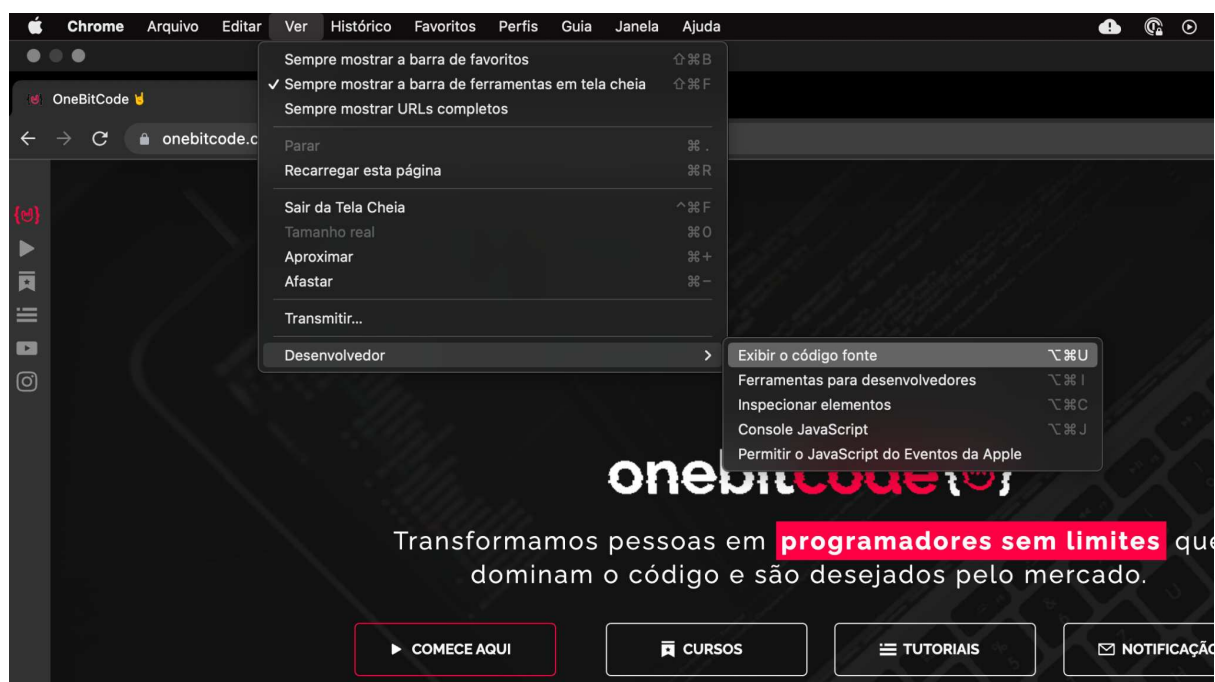 Chrome Arquivo Editar Ver Histórico Favoritos Perfis Guia Janela Ajuda
Sempre mostrar a barra de favoritos ⇧⌘B
✓ Sempre mostrar a barra de ferramentas em tela cheia ⇧⌘F
Sempre mostrar URLs completos
Parar ⌘.
Recarregar esta página ⌘R
Sair da Tela Cheia ^⌘F
Tamanho real ⌘0
Aproximar ⌘+
Afastar ⌘−
Transmitir...
Desenvolvedor >
Exibir o código fonte ⌥⌘U
Ferramentas para desenvolvedores ⌥⌘I
Inspecionar elementos ⌥⌘C
Console JavaScript ⌥⌘J
Permitir o JavaScript do Eventos da Apple
OneBitCode 🤘
onebitcode.c
onebitcode{}
Transformamos pessoas em programadores sem limites que
dominam o código e são desejados pelo mercado.
COMECE AQUI
CURSOS
TUTORIAIS
NOTIFICAÇÃO